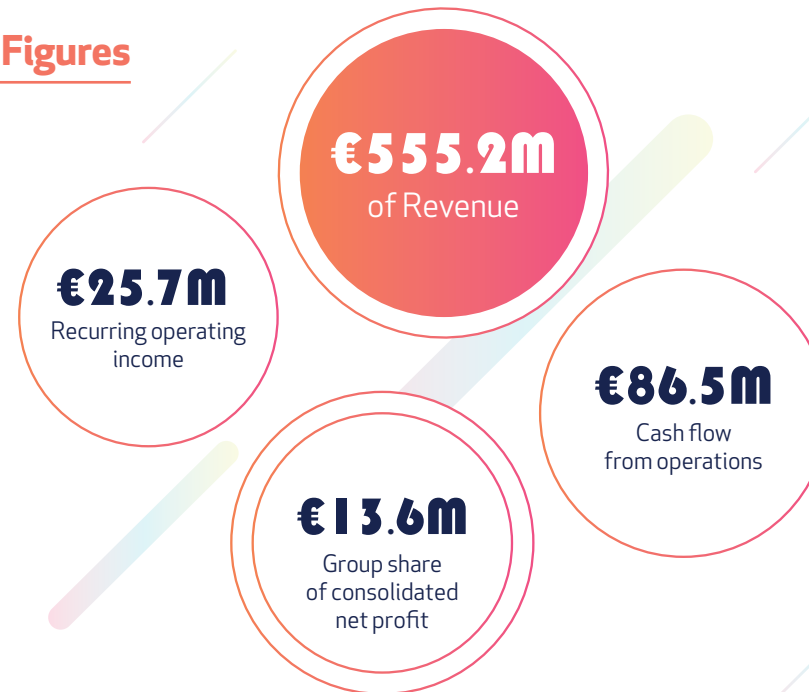 Figures
€555.2M
of Revenue
€25.7M
Recurring operating
income
€86.5M
Cash flow
from operations
€13.6M
Group share
of consolidated
net profit